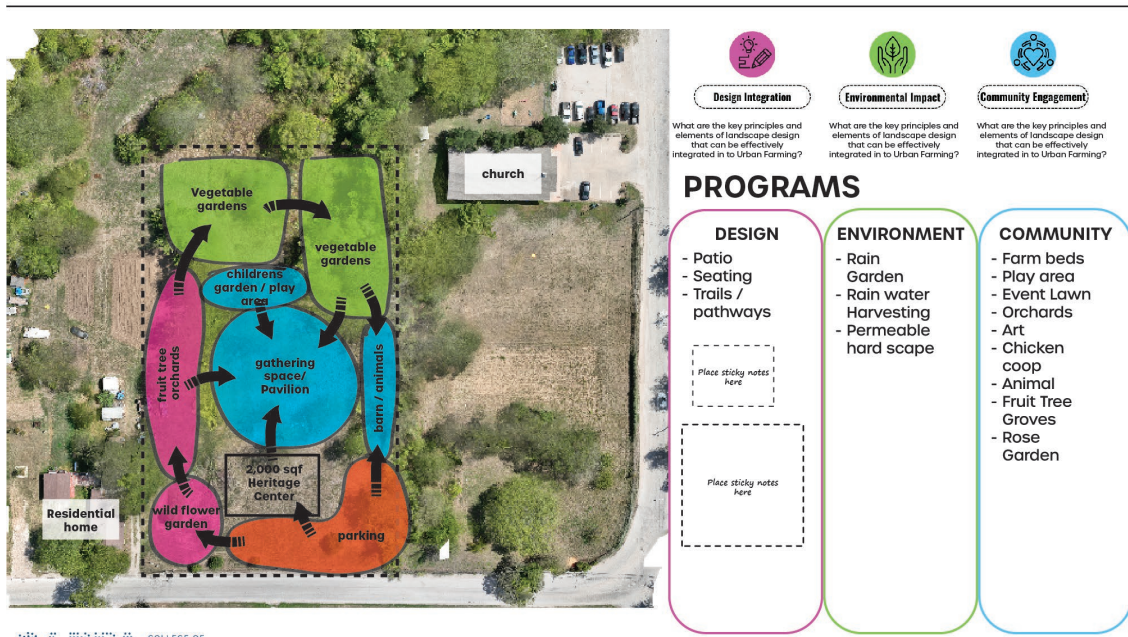 Vegetable
gardens
vegetable
gardens
childrens
garden / play
area
fruit tree
orchards
gathering
space/
Pavilion
barn / animals
2,000 sqf
Heritage
Center
wild flower
garden
parking
Residential
home
church
Design Integration
What are the key principles and
elements of landscape design
that can be effectively
integrated in to Urban Farming?
Environmental Impact
What are the key principles and
elements of landscape design
that can be effectively
integrated in to Urban Farming?
Community Engagement
What are the key principles and
elements of landscape design
that can be effectively
integrated in to Urban Farming?
PROGRAMS
DESIGN
- Patio
- Seating
- Trails /
pathways
Place sticky notes
here
Place sticky notes
here
ENVIRONMENT
- Rain
Garden
- Rain water
Harvesting
- Permeable
hard scape
COMMUNITY
- Farm beds
- Play area
- Event Lawn
- Orchards
- Art
- Chicken
coop
- Animal
- Fruit Tree
Groves
- Rose
Garden